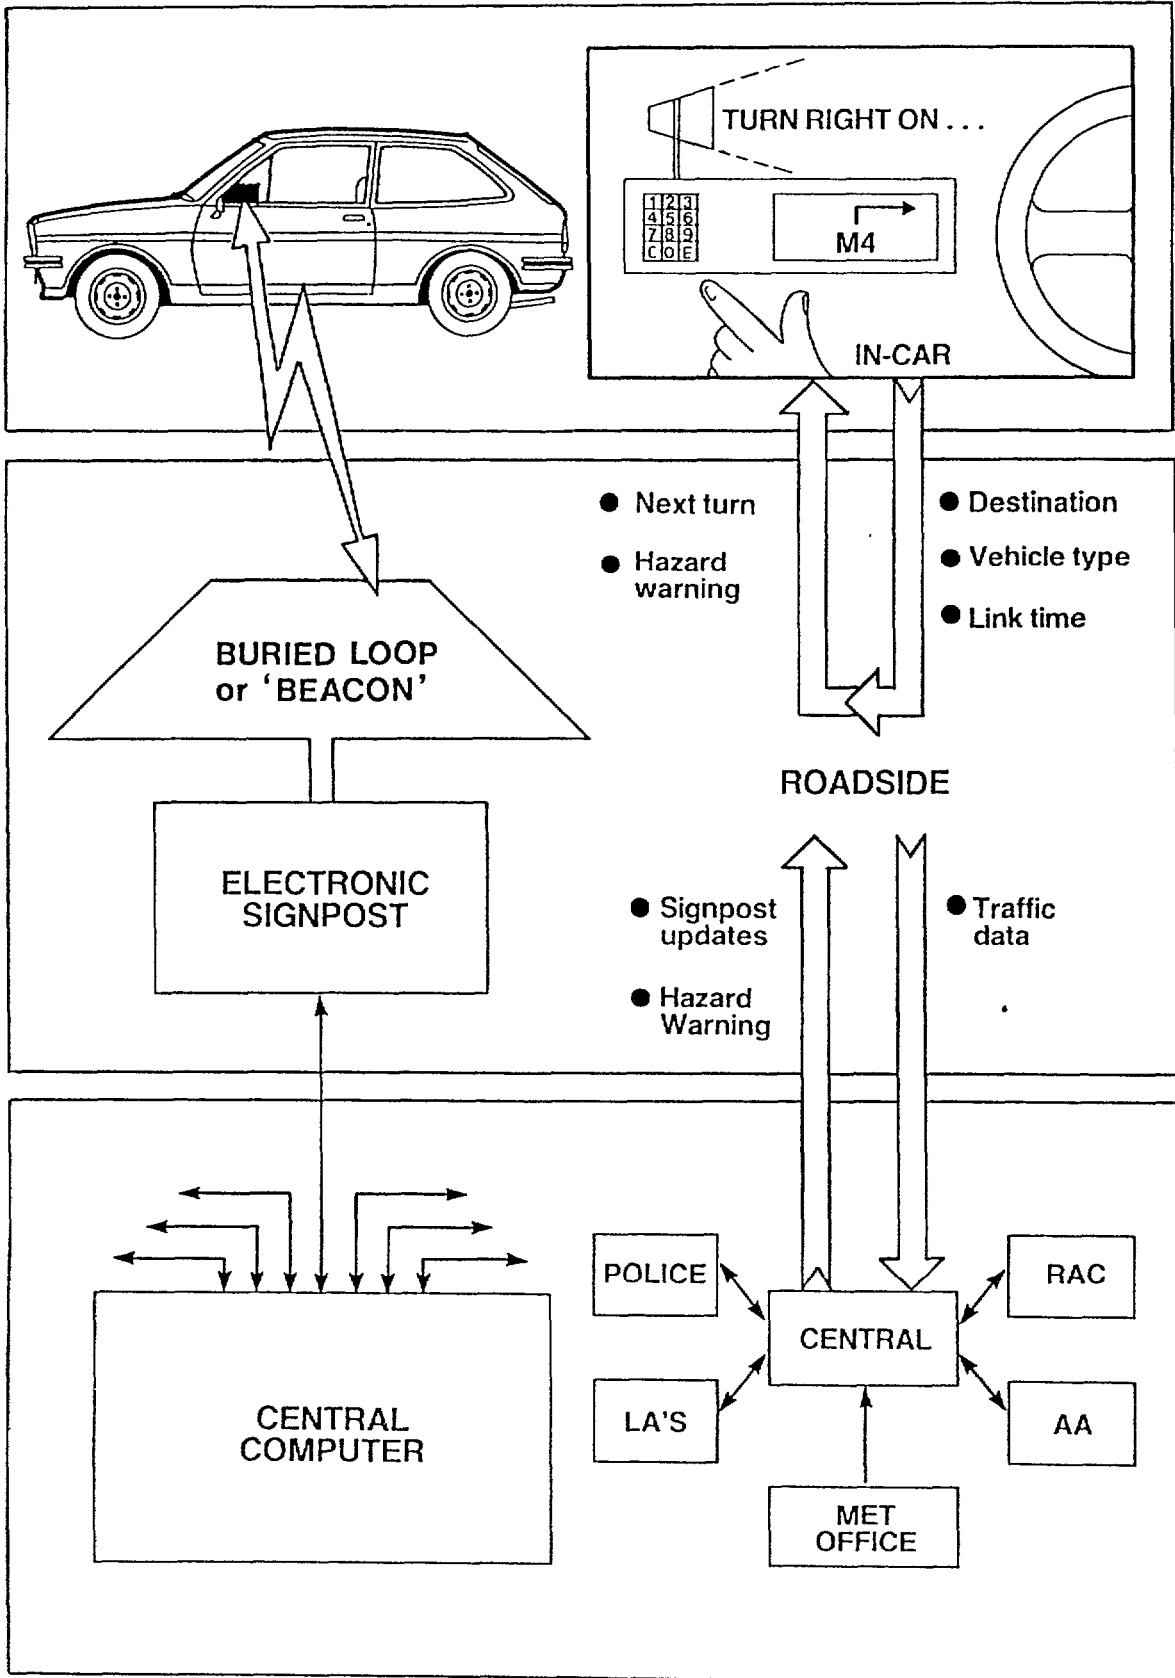 TURN RIGHT ON . . .
1 2 3
4 5 6
7 8 9
C O E
M4
IN-CAR
● Next turn
● Hazard
warning
● Destination
● Vehicle type
● Link time
BURIED LOOP
or ‘BEACON’
ROADSIDE
ELECTRONIC
SIGNPOST
● Signpost
updates
● Hazard
Warning
● Traffic
data
CENTRAL
COMPUTER
POLICE
RAC
CENTRAL
LA'S
AA
MET
OFFICE